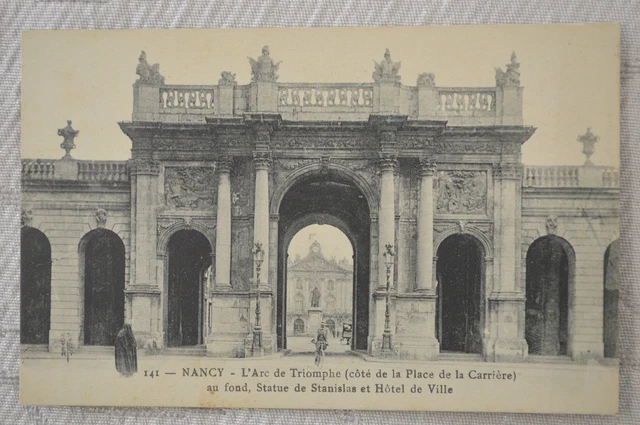 141 — NANCY - L'Arc de Triomphe (côté de la Place de la Carrière)
au fond, Statue de Stanislas et Hôtel de Ville